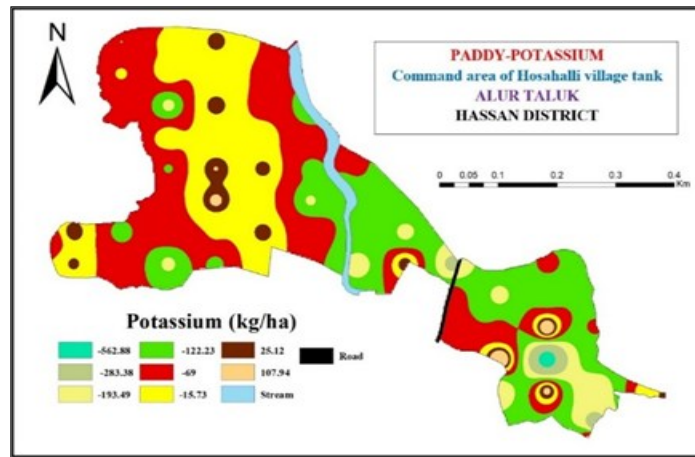 N
PADDY-POTASSIUM
Command area of Hosahalli village tank
ALUR TALUK
HASSAN DISTRICT
0 0.05 0.1 0.2 0.3 0.4
Km
Potassium (kg/ha)
-562.88 -122.23 25.12 Road
-283.38 -69 107.94
-193.49 -15.73 Stream